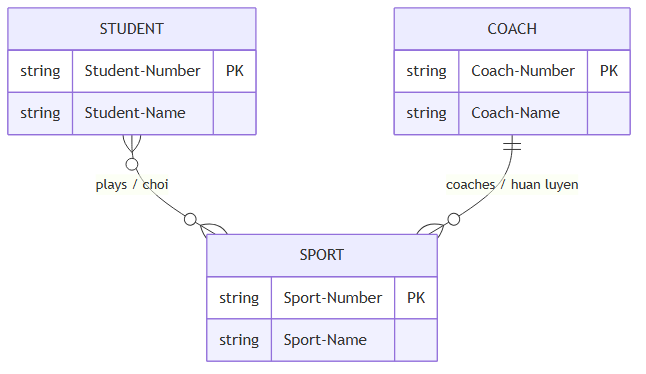 STUDENT
string Student-Number PK
string Student-Name
COACH
string Coach-Number PK
string Coach-Name
plays / choi
coaches / huan luyen
SPORT
string Sport-Number PK
string Sport-Name